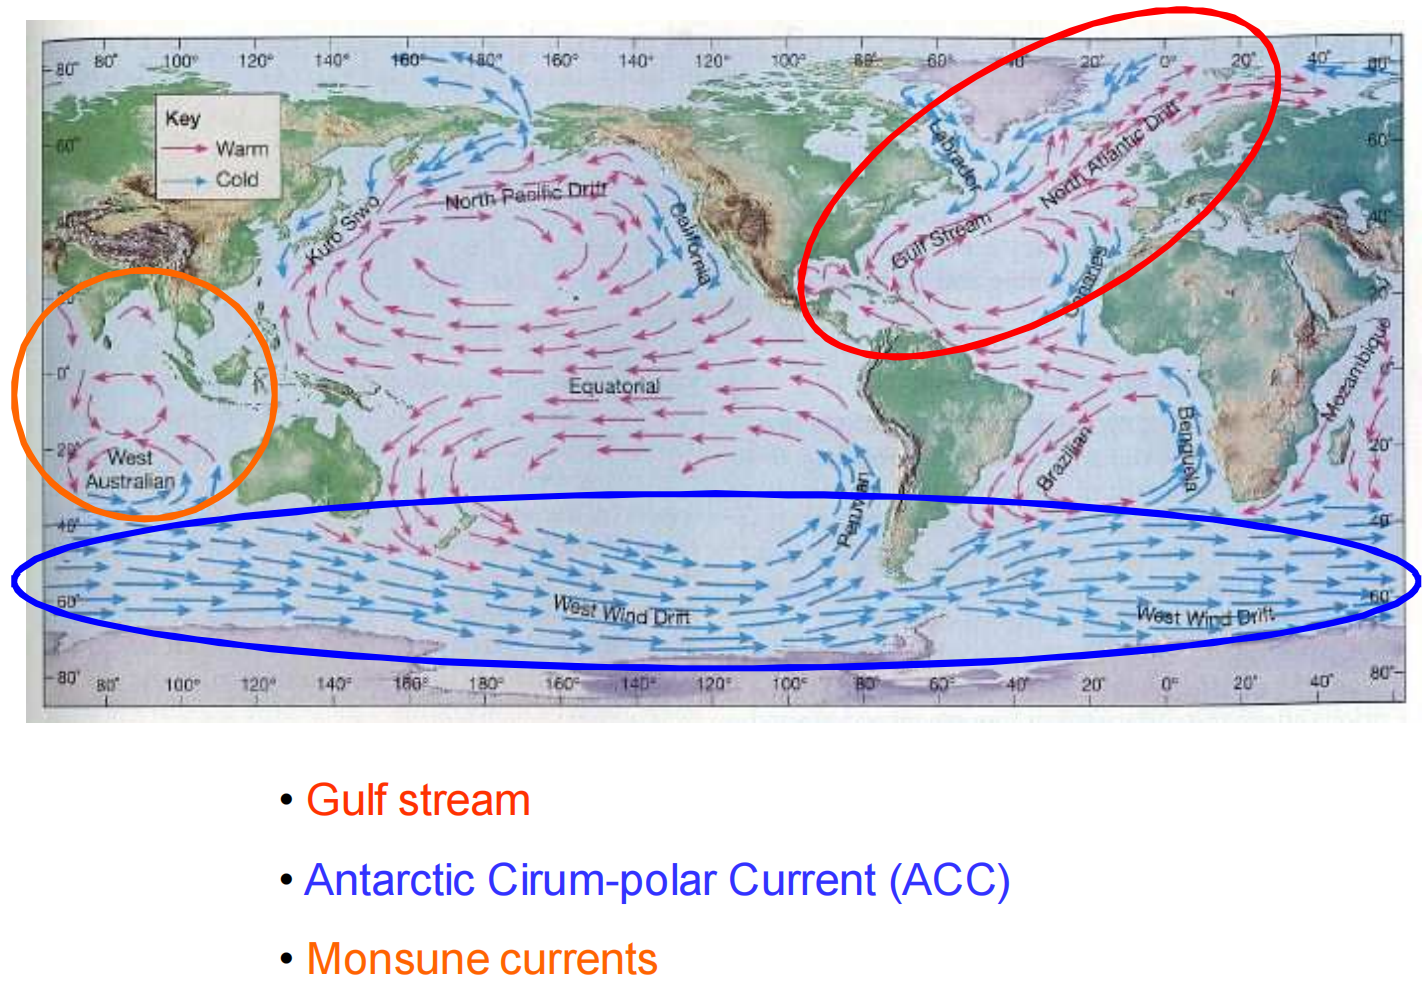 80° 100° 120° 140° 160° 180° 160° 140° 120° 100° 80° 60° 40° 20° 0° 20° 40° 80°
80°
Key
Warm
Cold
60°
60°
Labrador
North Atlantic Drift
North Pacific Drift
Kuro Siwo
California
40°
Gulf Stream
Canaries
20°
0°
Equatorial
Mozambique
20°
20°
West
Australian
Brazilian
Benguela
Peruvian
40°
40°
60°
60°
West Wind Drift
West Wind Drift
80°
80°
80° 100° 120° 140° 160° 180° 160° 140° 120° 100° 80° 60° 40° 20° 0° 20° 40°
• Gulf stream
• Antarctic Cirum-polar Current (ACC)
• Monsune currents